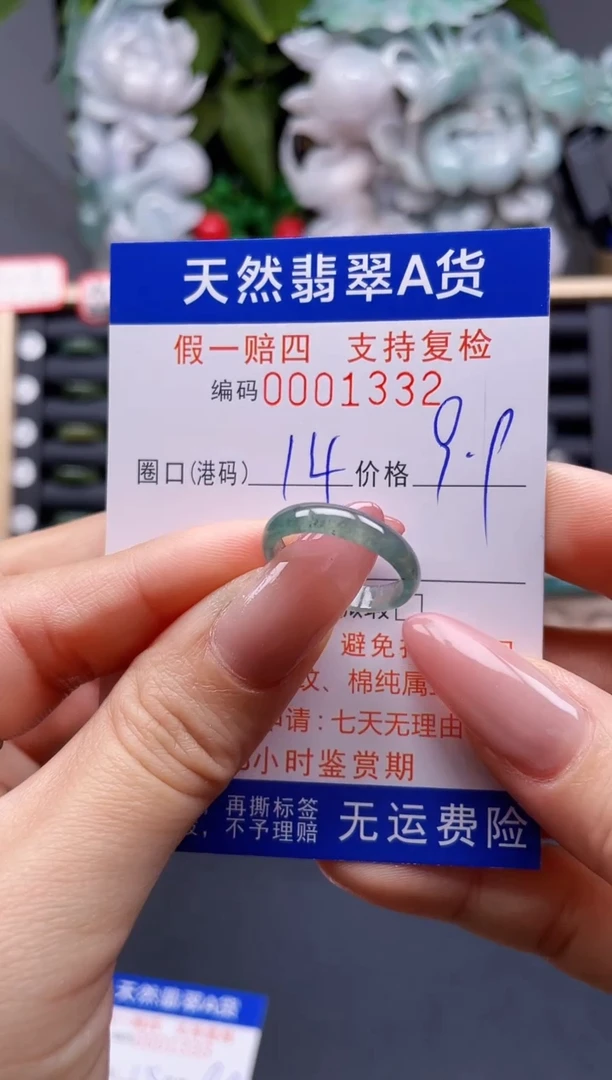 天然翡翠A货
假一赔四 支持复检
编码0001332
圈口(港码) 14 价格 9.9
避免
纹、棉纯属
申请:七天无理由
小时鉴赏期
再撕标签
不予理赔
无运费险
天然翡翠A货